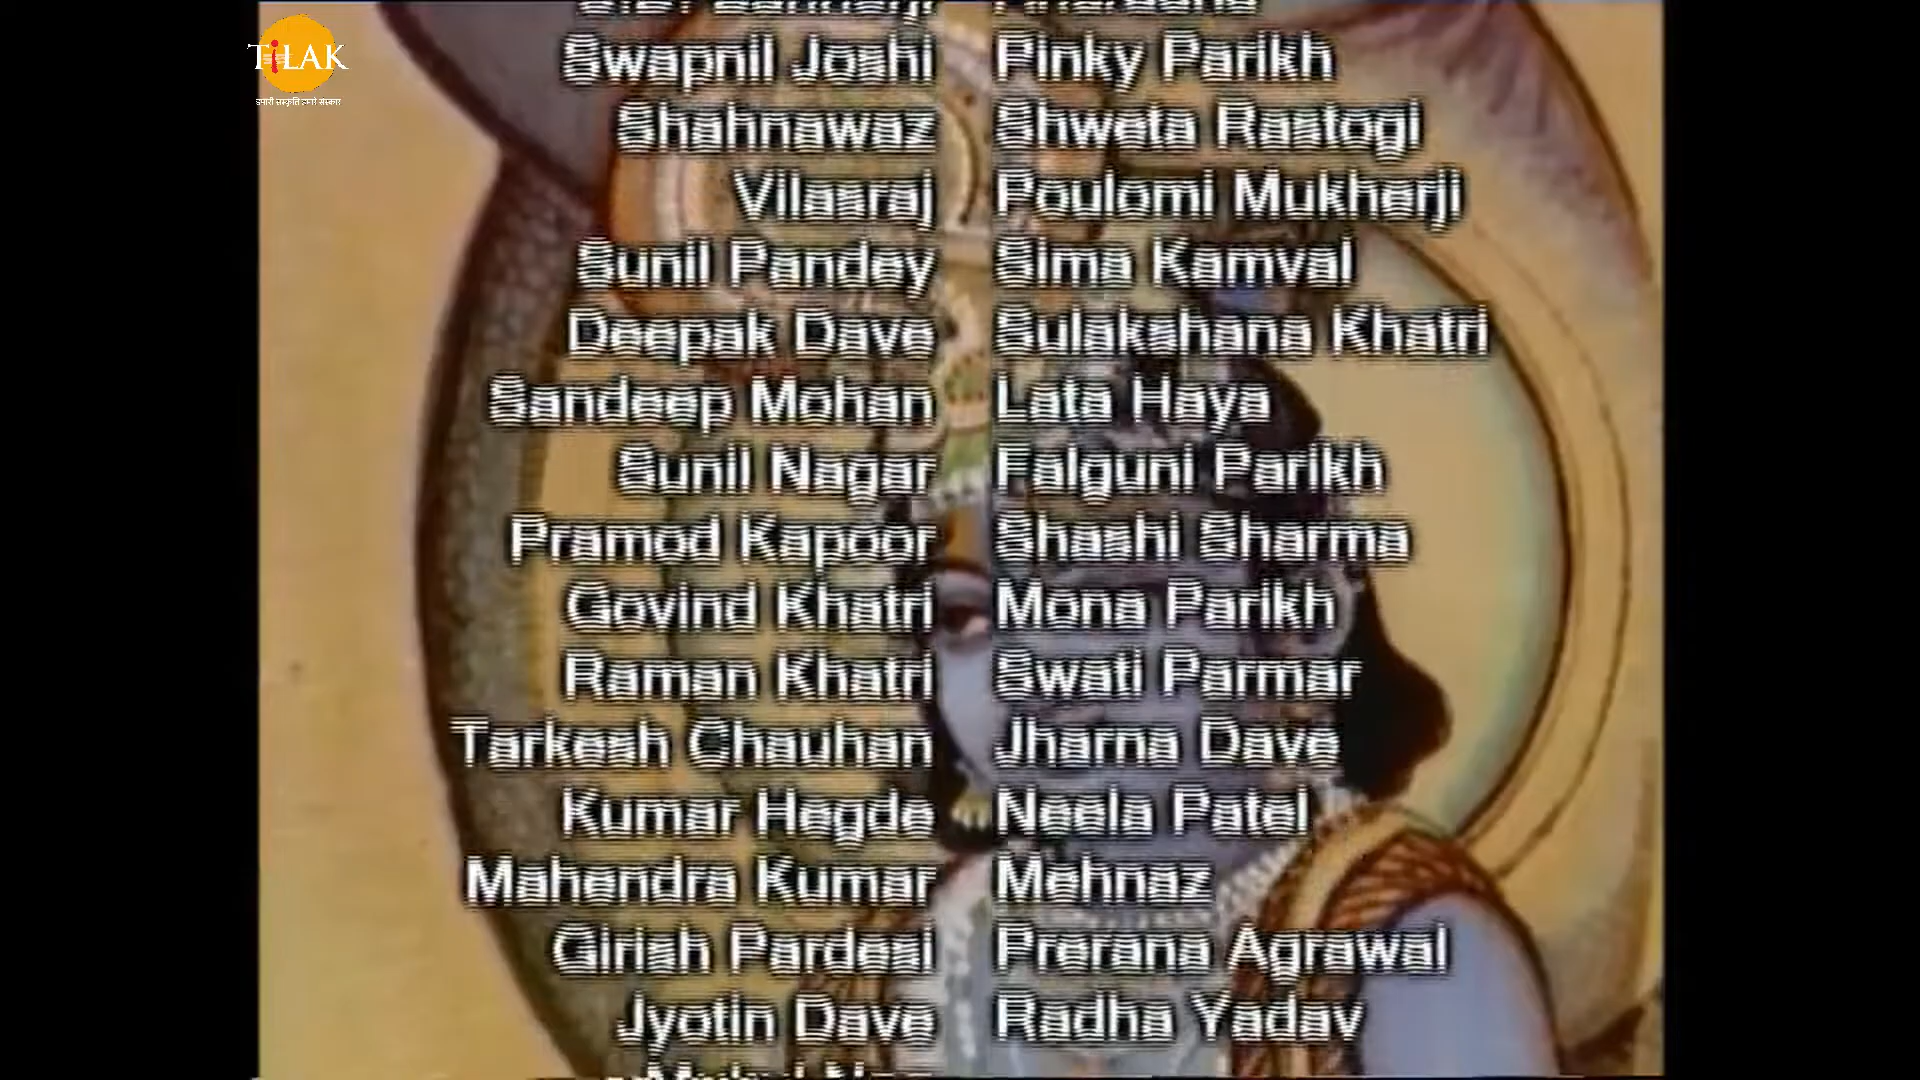 TiLAK
हमारी संस्कृति हमारे संस्कार
Swapnil Joshi Pinky Parikh
Shahnawaz Shweta Rastogi
Vilasraj Poulomi Mukherji
Sunil Pandey Sima Kamval
Deepak Dave Sulakshana Khatri
Sandeep Mohan Lata Haya
Sunil Nagar Falguni Parikh
Pramod Kapoor Shashi Sharma
Govind Khatri Mona Parikh
Raman Khatri Swati Parmar
Tarkesh Chauhan Jharna Dave
Kumar Hegde Neela Patel
Mahendra Kumar Mehnaz
Girish Pardesi Prerana Agrawal
Jyotin Dave Radha Yadav